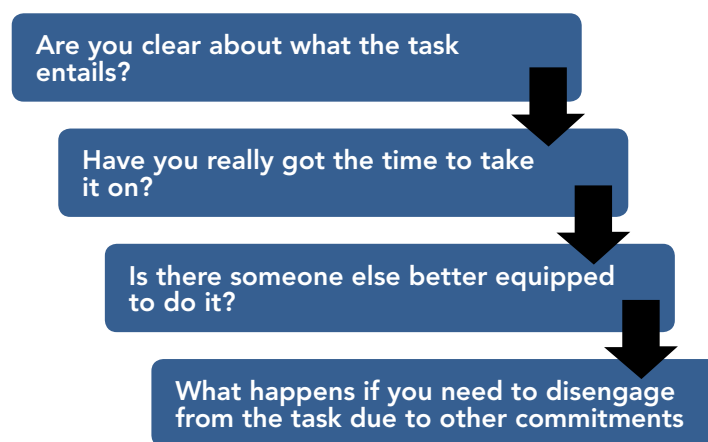 Are you clear about what the task
entails?
Have you really got the time to take
it on?
Is there someone else better equipped
to do it?
What happens if you need to disengage
from the task due to other commitments